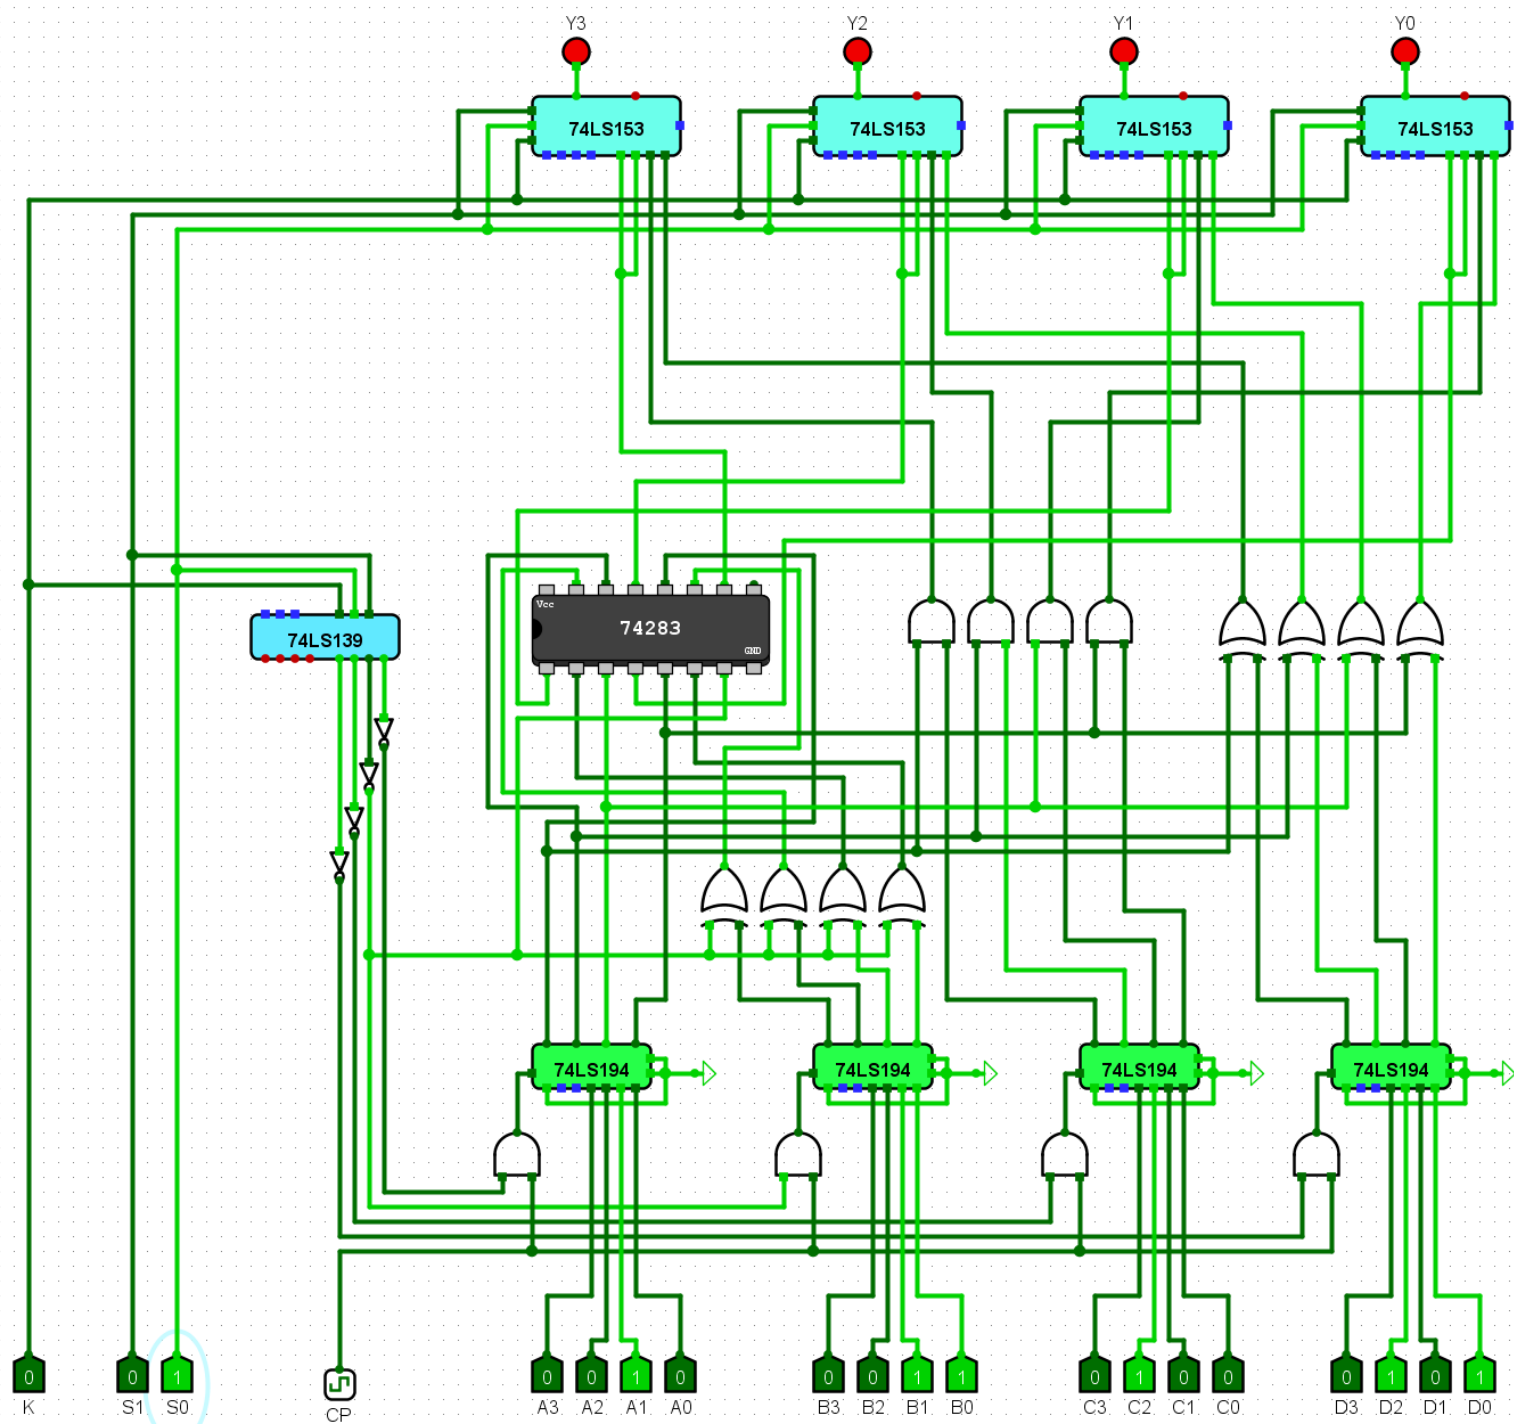 Y3 Y2 Y1 Y0
74LS153 74LS153 74LS153 74LS153
Vcc
74283
74LS139
GND
74LS194 74LS194 74LS194 74LS194
0 0 1 0 0 1 0 0 0 1 1 0 1 0 0 0 1 0 1
K S1 S0 CP A3 A2 A1 A0 B3 B2 B1 B0 C3 C2 C1 C0 D3 D2 D1 D0